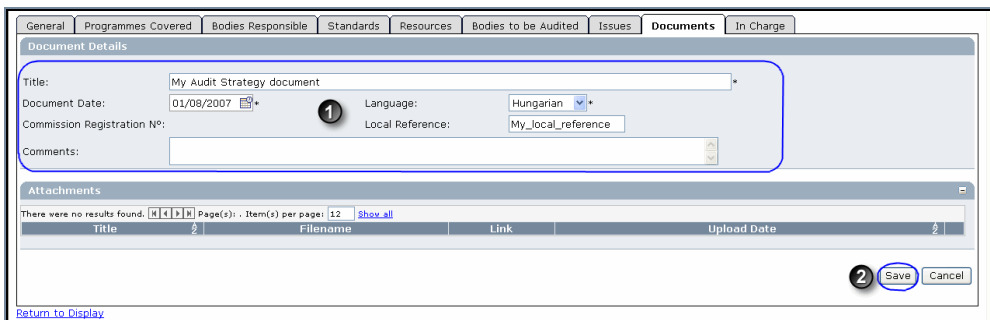 General Programmes Covered Bodies Responsible Standards Resources Bodies to be Audited Issues Documents In Charge
Document Details
Title: My Audit Strategy document *
Document Date: 01/08/2007 * Language: Hungarian *
Commission Registration Nº: Local Reference: My_local_reference
1
Comments:
Attachments
There were no results found. Page(s): . Item(s) per page: 12 Show all
Title Filename Link Upload Date
2 Save Cancel
Return to Display